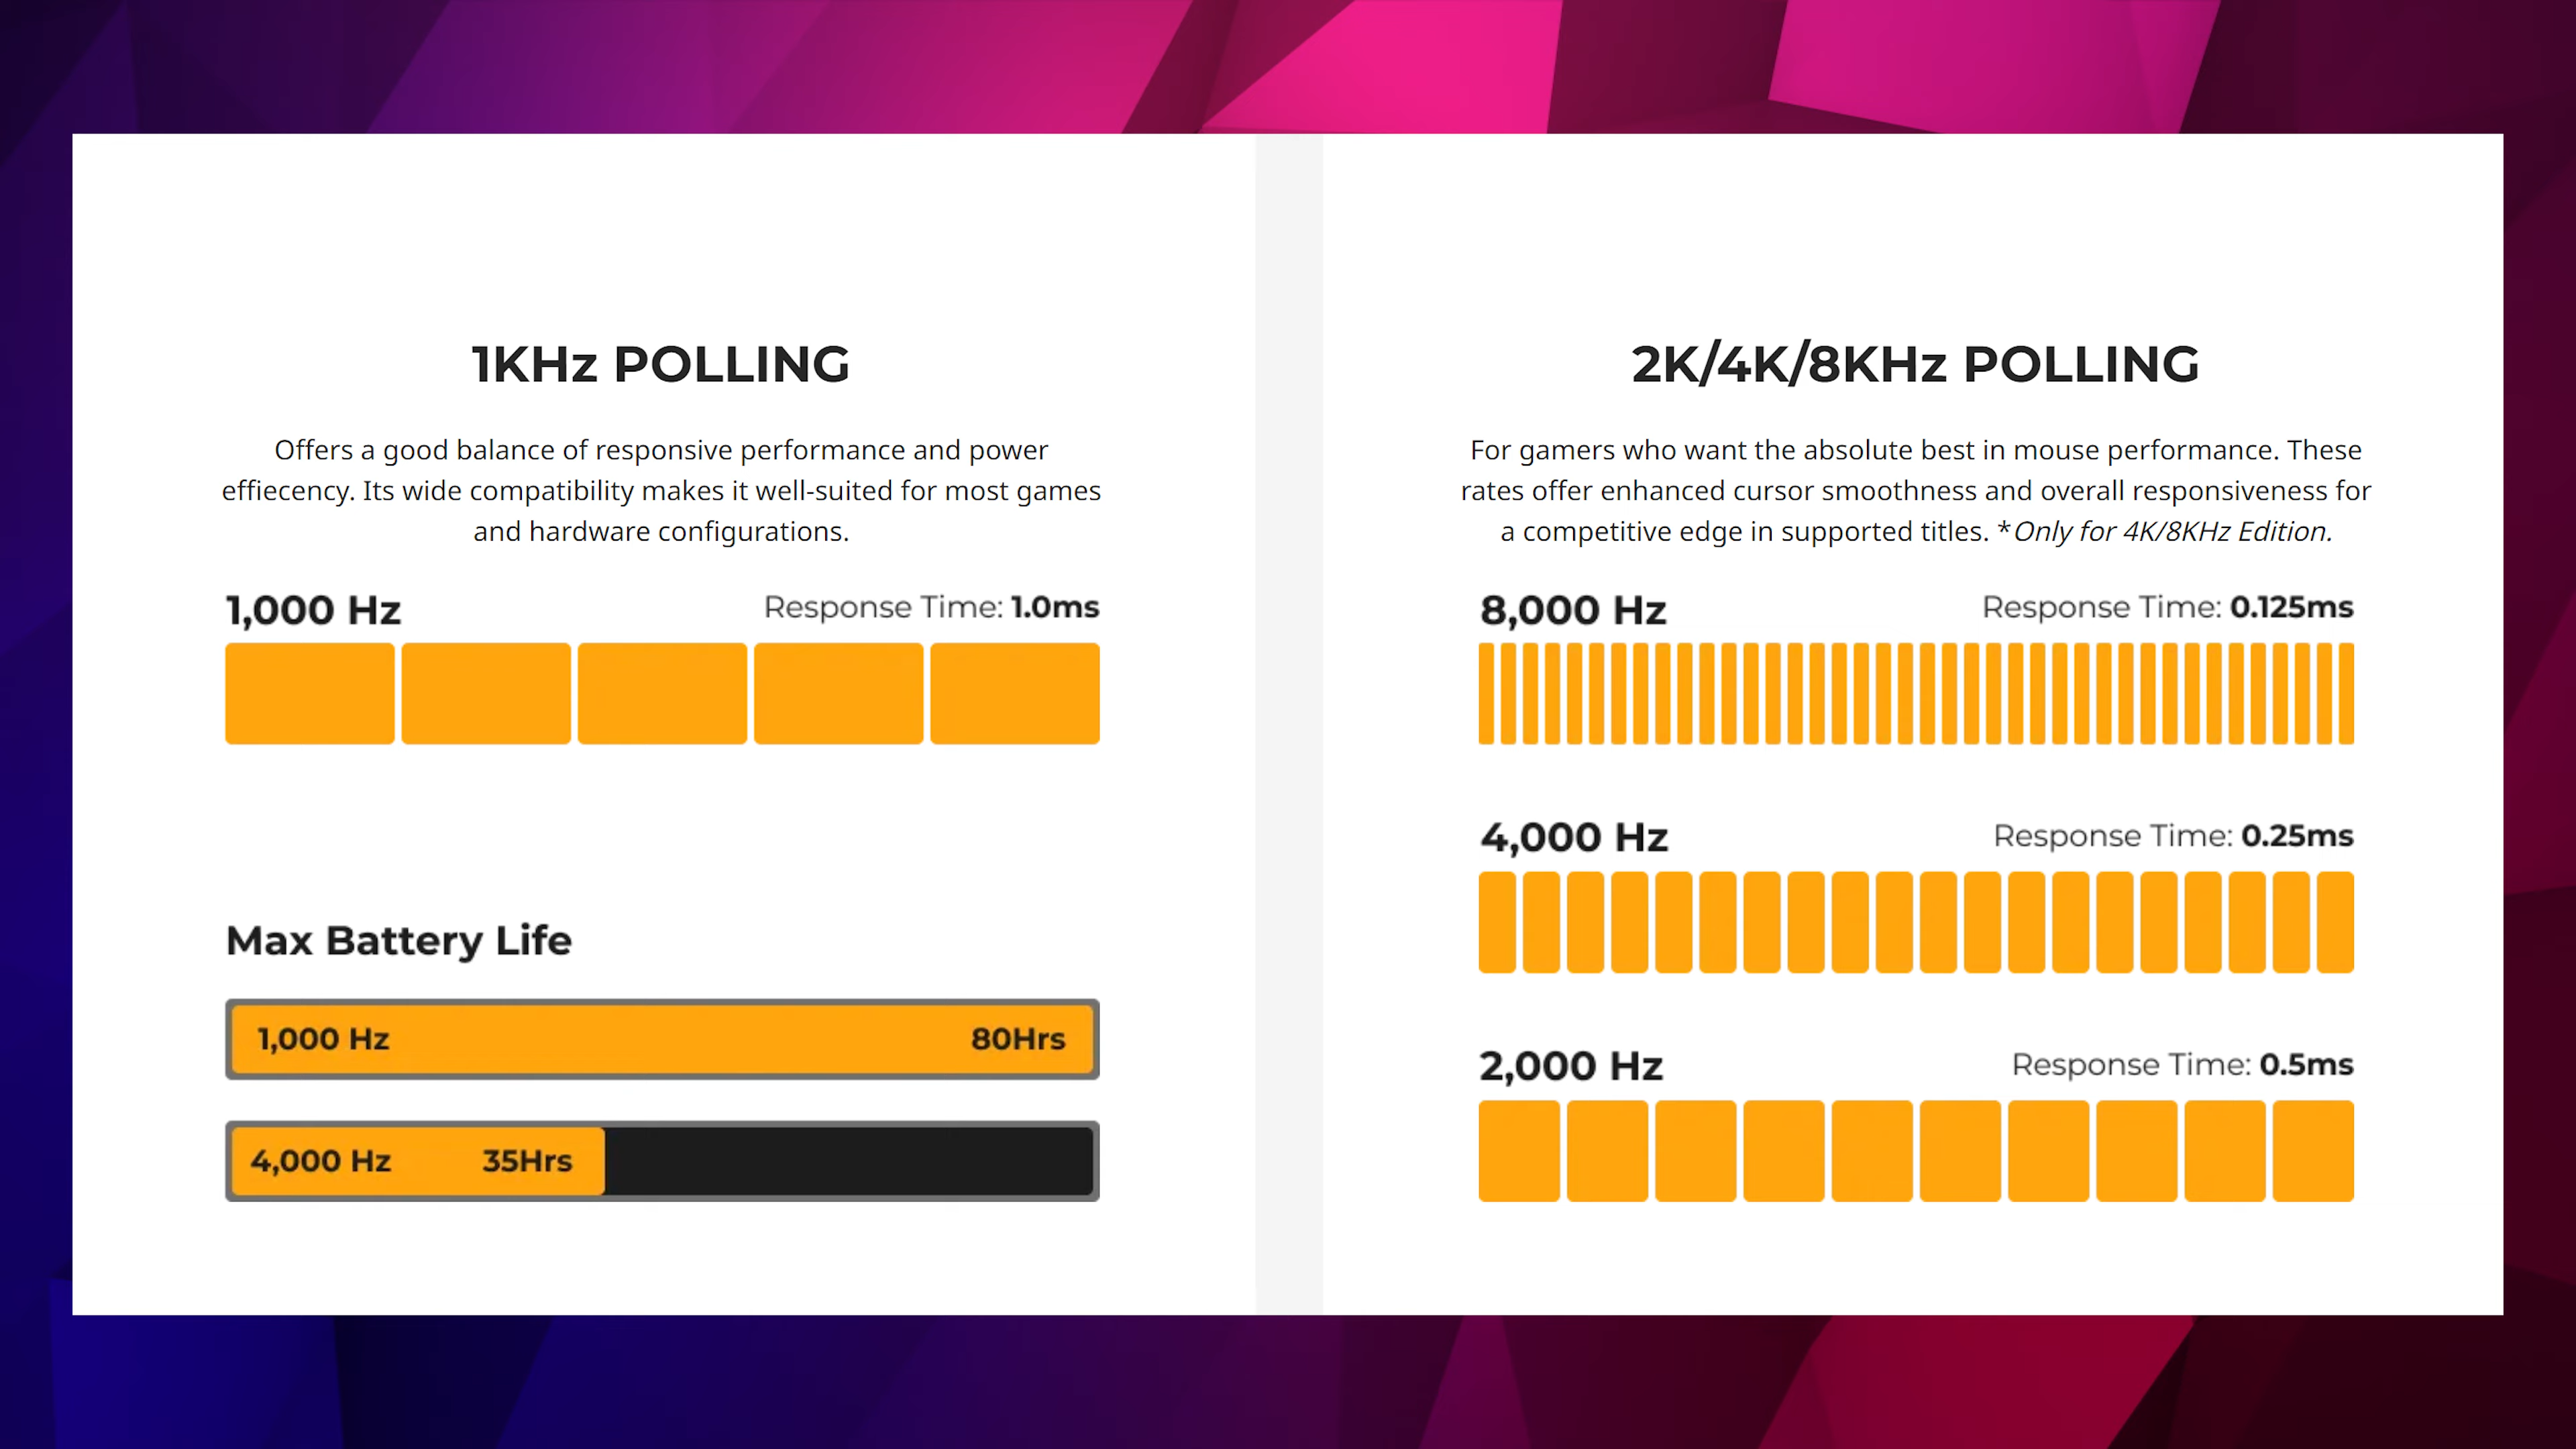 1KHz POLLING
Offers a good balance of responsive performance and power
effiecency. Its wide compatibility makes it well-suited for most games
and hardware configurations.
1,000 Hz
Response Time: 1.0ms
Max Battery Life
1,000 Hz
80Hrs
4,000 Hz
35Hrs
2K/4K/8KHz POLLING
For gamers who want the absolute best in mouse performance. These
rates offer enhanced cursor smoothness and overall responsiveness for
a competitive edge in supported titles. *Only for 4K/8KHz Edition.
8,000 Hz
Response Time: 0.125ms
4,000 Hz
Response Time: 0.25ms
2,000 Hz
Response Time: 0.5ms